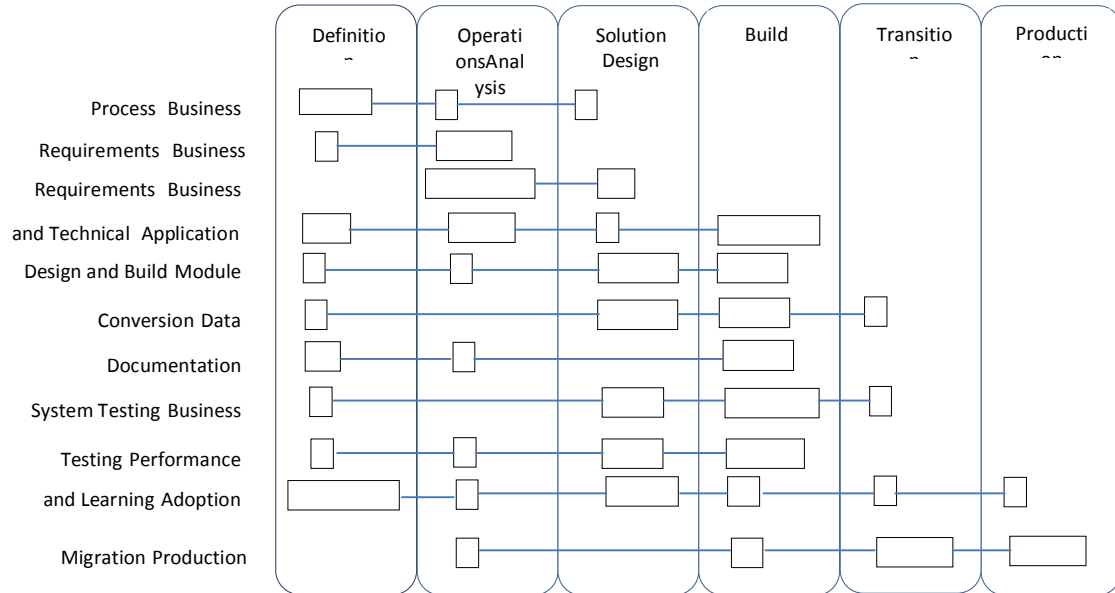 Definitio
n
Operati
onsAnal
ysis
Solution
Design
Build
Transitio
n
Producti
on
Process Business
Requirements Business
Requirements Business
and Technical Application
Design and Build Module
Conversion Data
Documentation
System Testing Business
Testing Performance
and Learning Adoption
Migration Production